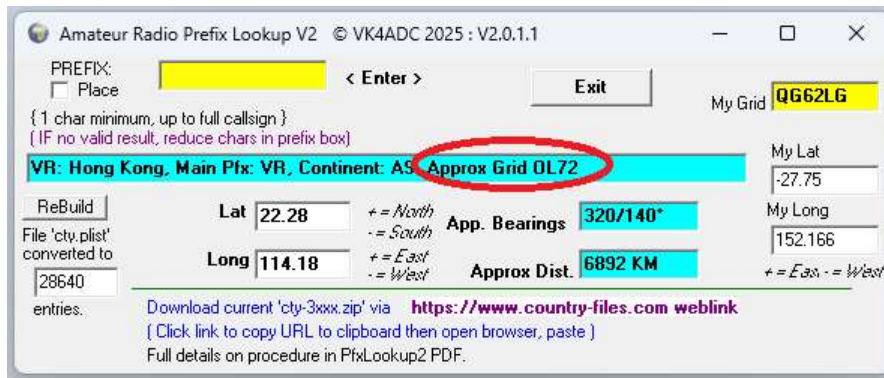 Amateur Radio Prefix Lookup V2 © VK4ADC 2025 : V2.0.1.1
PREFIX:
Place
< Enter >
Exit
My Grid QG62LG
{ 1 char minimum, up to full callsign }
( IF no valid result, reduce chars in prefix box)
VR: Hong Kong, Main Pfx: VR, Continent: AS, Approx Grid OL72
My Lat
-27.75
ReBuild
Lat 22.28
+ = North
- = South
App. Bearings 320/140°
My Long
152.166
File 'cty.plist'
converted to
28640
entries.
Long 114.18
+ = East
- = West
Approx Dist. 6892 KM
+ = East, - = West
Download current 'cty-3xxx.zip' via https://www.country-files.com weblink
( Click link to copy URL to clipboard then open browser, paste )
Full details on procedure in PfxLookup2 PDF.